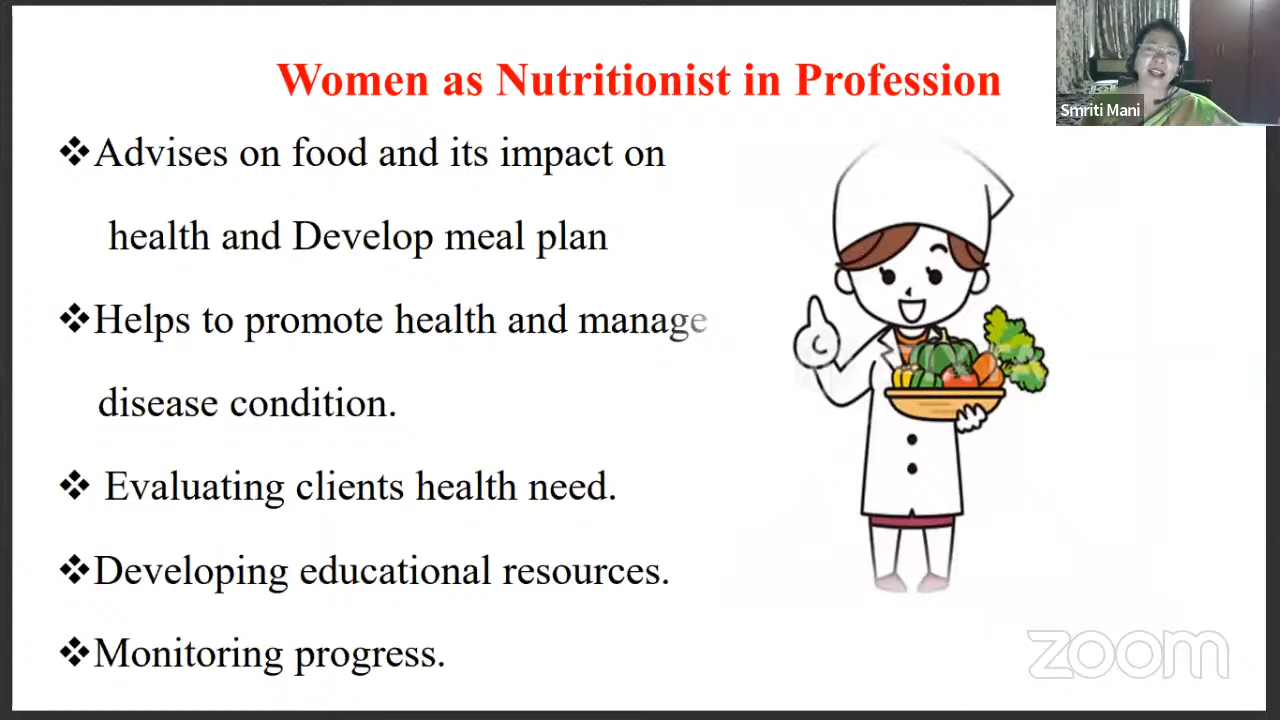 Women as Nutritionist in Profession
Smriti Mani
❖Advises on food and its impact on
health and Develop meal plan
❖Helps to promote health and manage
disease condition.
❖ Evaluating clients health need.
❖Developing educational resources.
❖Monitoring progress.
zoom